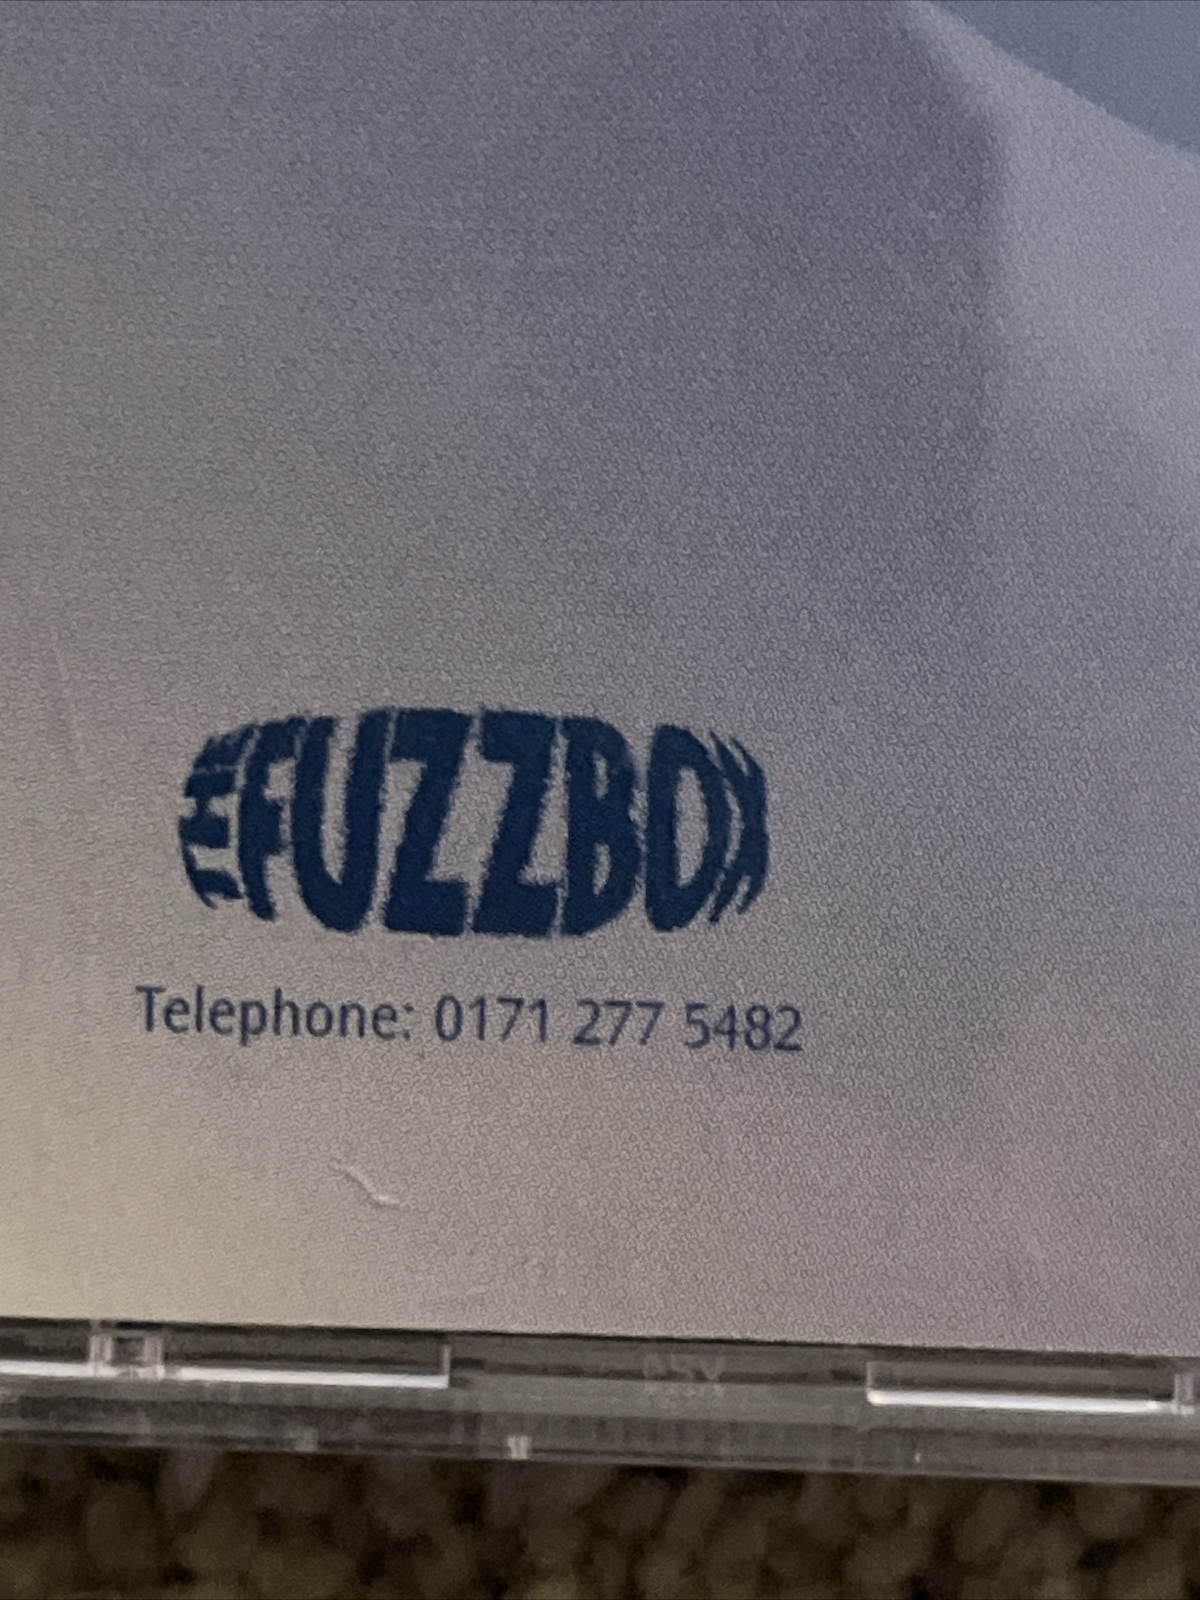 THE FUZZBOX
Telephone: 0171 277 5482